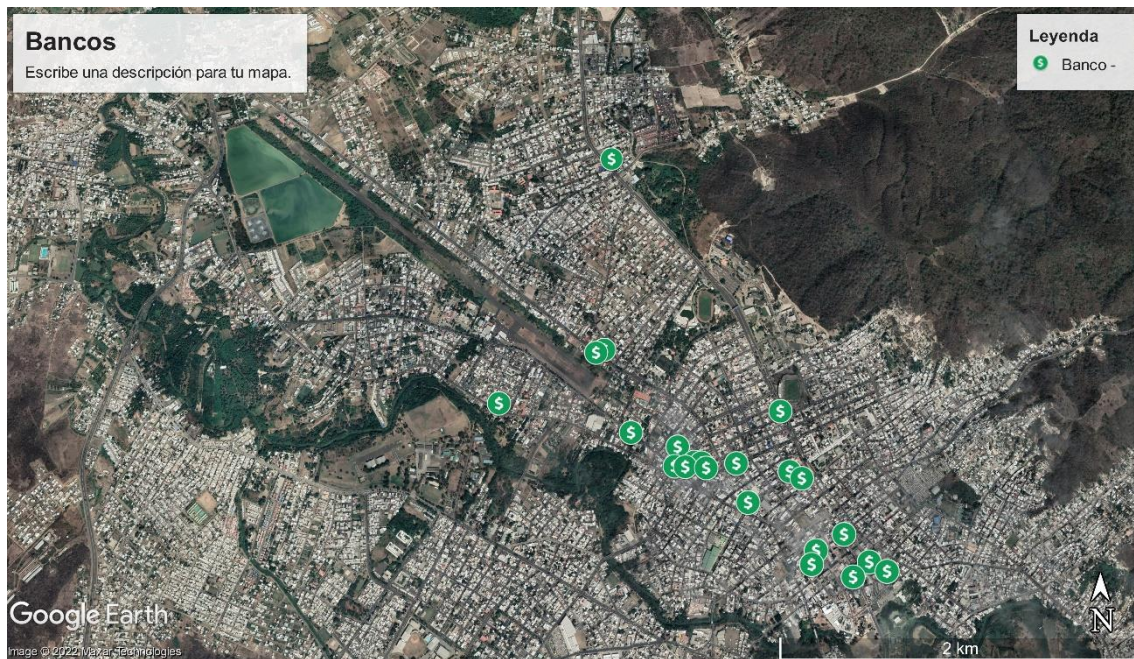 Bancos
Escribe una descripción para tu mapa.
Leyenda
Banco -
Google Earth
N
Image © 2022 Maxar Technologies
2 km